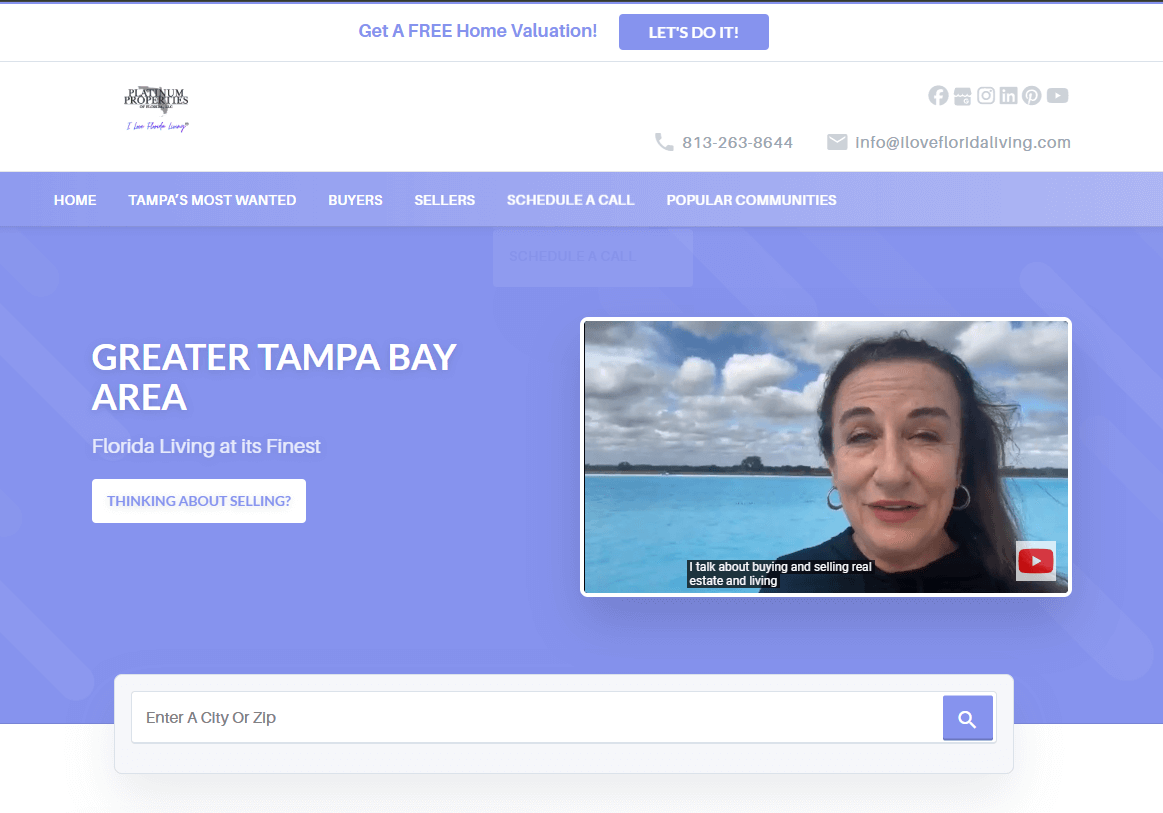 Get A FREE Home Valuation!
LET'S DO IT!
PLATINUM
PROPERTIES
OF FLORIDA, LLC
I Love Florida Living®
813-263-8644
info@ilovefloridaliving.com
HOME
TAMPA'S MOST WANTED
BUYERS
SELLERS
SCHEDULE A CALL
POPULAR COMMUNITIES
SCHEDULE A CALL
GREATER TAMPA BAY
AREA
Florida Living at its Finest
THINKING ABOUT SELLING?
I talk about buying and selling real
estate and living
Enter A City Or Zip